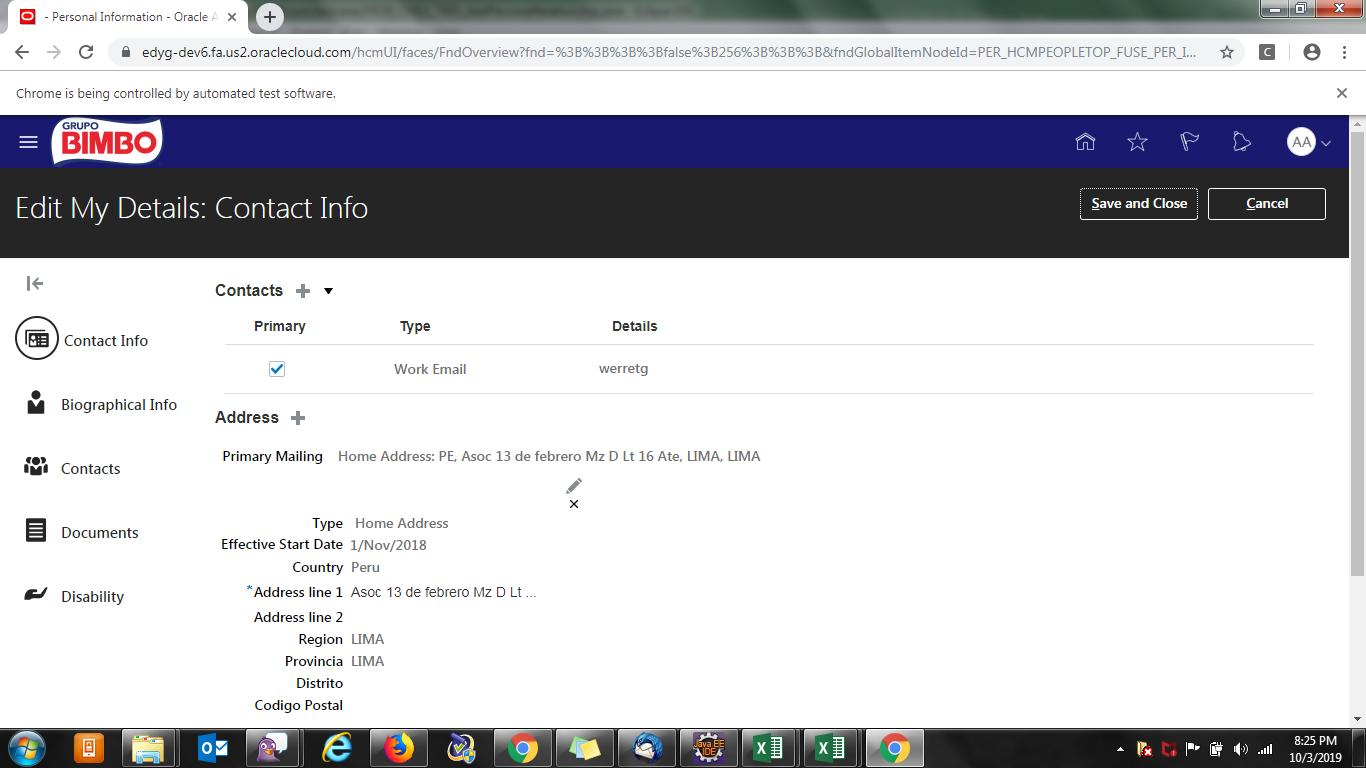 - Personal Information - Oracle A
edyg-dev6.fa.us2.oraclecloud.com/hcmUI/faces/FndOverview?fnd=%3B%3B%3B%3Bfalse%3B256%3B%3B%3B&fndGlobalItemNodeId=PER_HCMPEOPLETOP_FUSE_PER_I...
C
Chrome is being controlled by automated test software.
GRUPO
BIMBO
AA
Edit My Details: Contact Info
Save and Close
Cancel
Contacts
Primary Type Details
Contact Info
Work Email werretg
Biographical Info
Address
Primary Mailing Home Address: PE, Asoc 13 de febrero Mz D Lt 16 Ate, LIMA, LIMA
Contacts
Type Home Address
Documents
Effective Start Date 1/Nov/2018
Country Peru
*Address line 1 Asoc 13 de febrero Mz D Lt ...
Disability
Address line 2
Region LIMA
Provincia LIMA
Distrito
Codigo Postal
Java EE
IDE
8:25 PM
10/3/2019